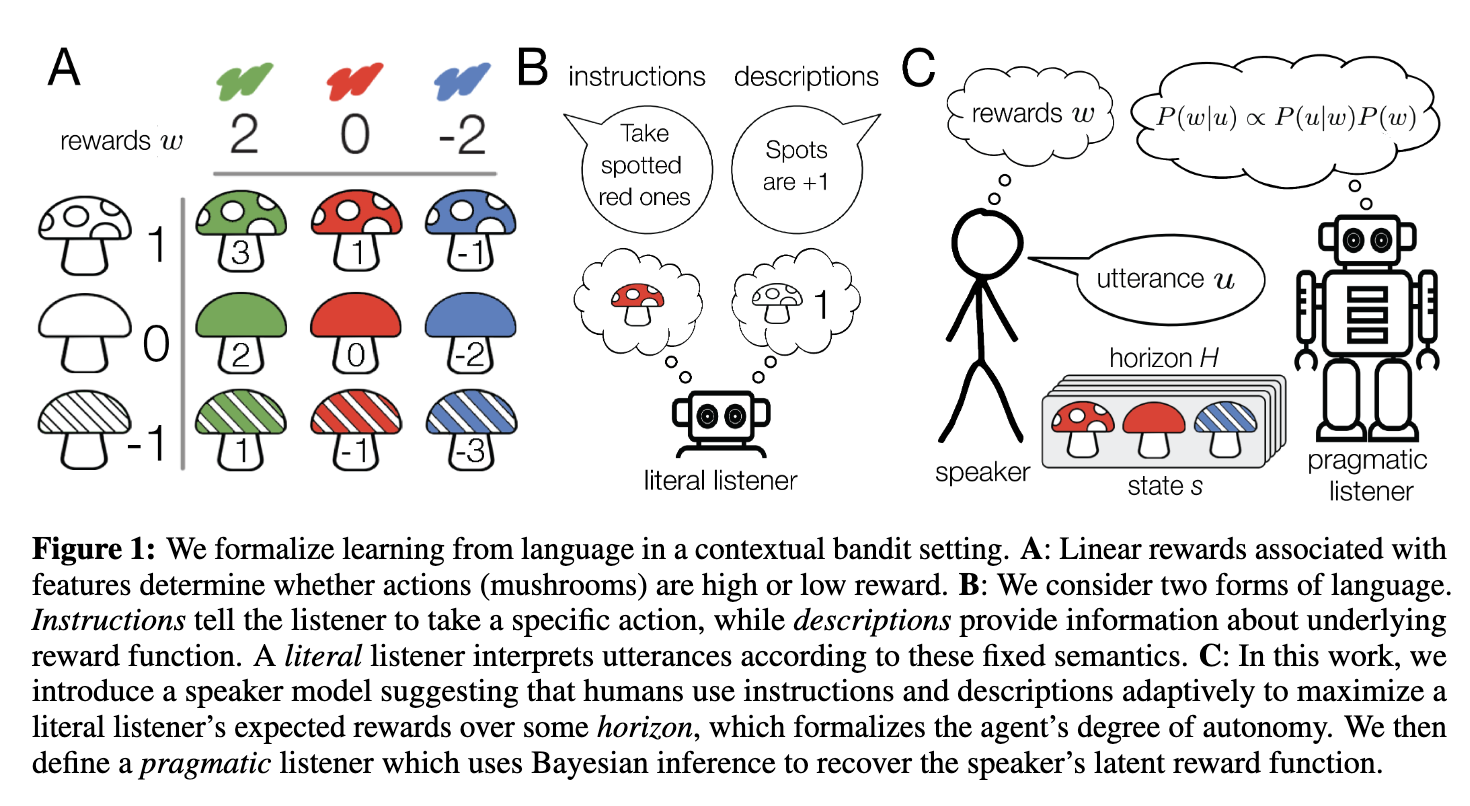 A
rewards w
2 0 -2
1
3 1 -1
0
2 0 -2
-1
1 -1 -3
B
instructions
descriptions
Take
spotted
red ones
Spots
are +1
1
literal listener
C
rewards w
P(w|u) ∝ P(u|w)P(w)
utterance u
horizon H
speaker
state s
pragmatic
listener
Figure 1: We formalize learning from language in a contextual bandit setting. A: Linear rewards associated with
features determine whether actions (mushrooms) are high or low reward. B: We consider two forms of language.
Instructions tell the listener to take a specific action, while descriptions provide information about underlying
reward function. A literal listener interprets utterances according to these fixed semantics. C: In this work, we
introduce a speaker model suggesting that humans use instructions and descriptions adaptively to maximize a
literal listener’s expected rewards over some horizon, which formalizes the agent’s degree of autonomy. We then
define a pragmatic listener which uses Bayesian inference to recover the speaker’s latent reward function.